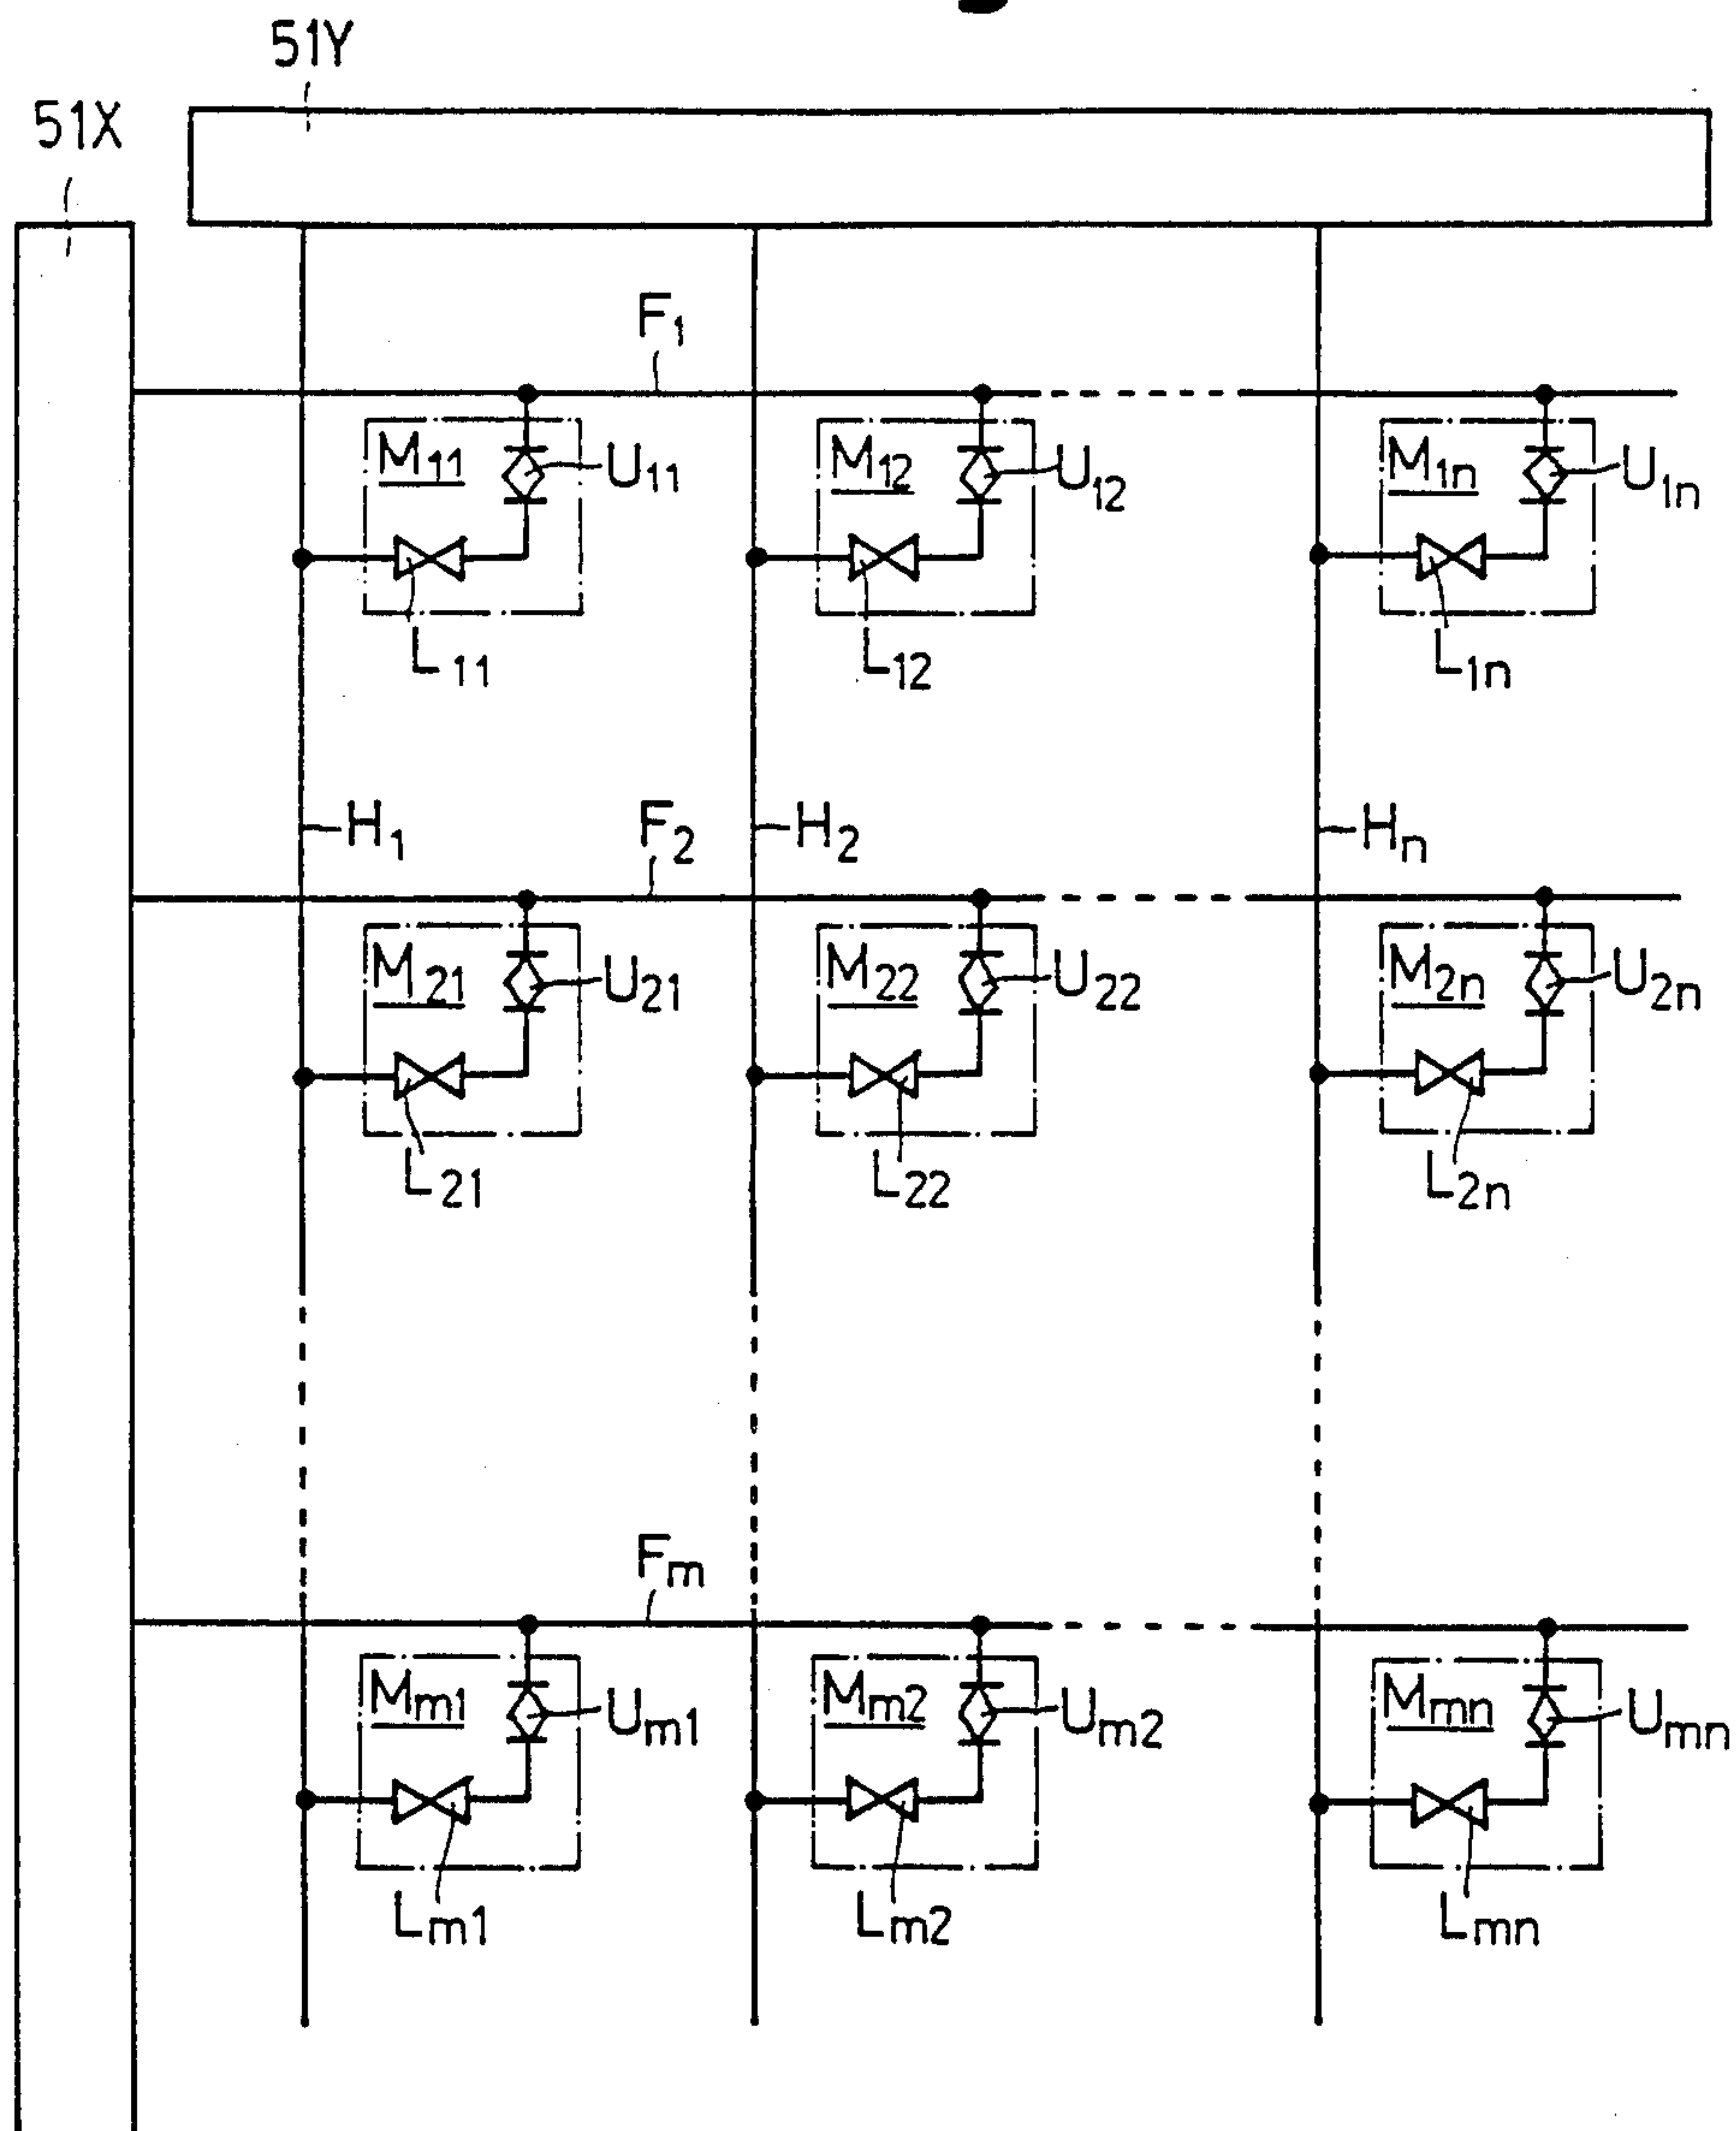 51Y
51X
F1
M11 U11 M12 U12 M1n U1n
L11 L12 L1n
H1 F2 H2 Hn
M21 U21 M22 U22 M2n U2n
L21 L22 L2n
Fm
Mm1 Um1 Mm2 Um2 Mmn Umn
Lm1 Lm2 Lmn